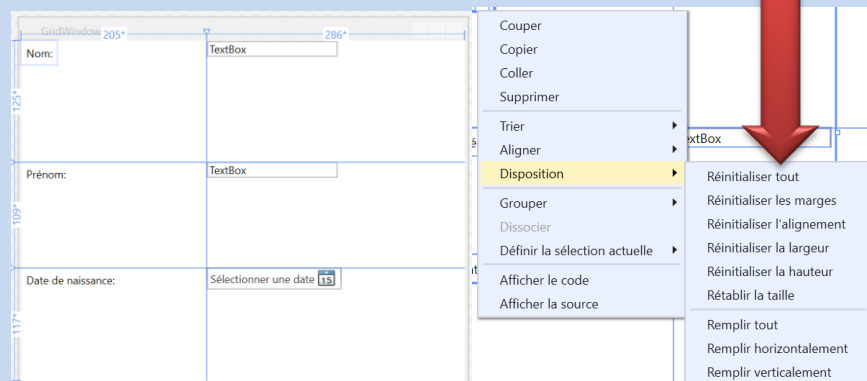 GridWindow
205*
286*
Nom:
TextBox
125*
Prénom:
TextBox
109*
Date de naissance:
Sélectionner une date 15
117*
Couper
Copier
Coller
Supprimer
Trier
Aligner
Disposition
Grouper
Dissocier
Définir la sélection actuelle
Afficher le code
Afficher la source
extBox
Réinitialiser tout
Réinitialiser les marges
Réinitialiser l'alignement
Réinitialiser la largeur
Réinitialiser la hauteur
Rétablir la taille
Remplir tout
Remplir horizontalement
Remplir verticalement